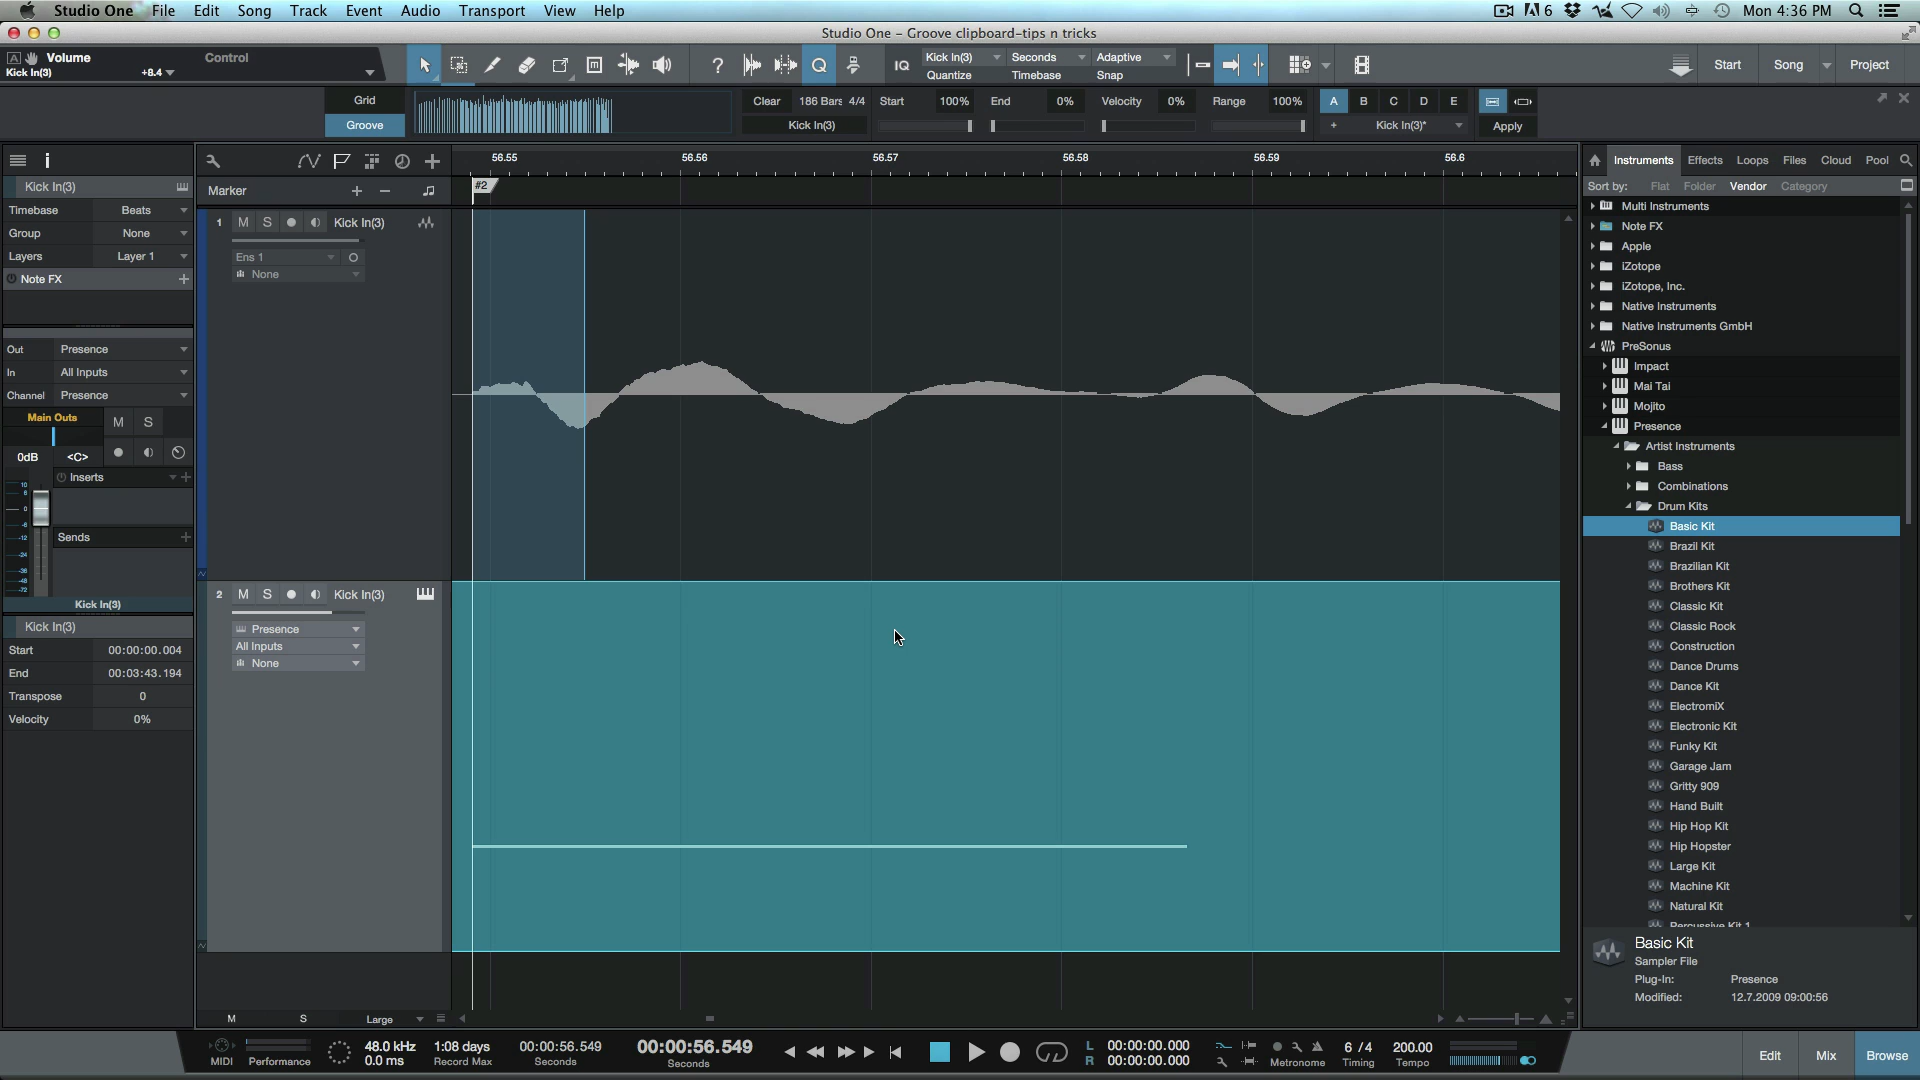 Studio One File Edit Song Track Event Audio Transport View Help
6 Mon 4:36 PM
Studio One - Groove clipboard-tips n tricks
A Volume Control
Kick In(3) +8.4
? Q IQ
Kick In(3) Seconds Adaptive
Quantize Timebase Snap
Start Song Project
Grid
Groove
Clear 186 Bars 4/4 Start 100% End 0% Velocity 0% Range 100% A B C D E
Kick In(3) + Kick In(3)* Apply
i
Kick In(3)
Timebase Beats
Group None
Layers Layer 1
Note FX
Out Presence
In All Inputs
Channel Presence
Main Outs M S
0dB <C>
Inserts
10
6
0
-6
-12
-24
-36
-48
-72
Sends
Kick In(3)
Kick In(3)
Start 00:00:00.004
End 00:03:43.194
Transpose 0
Velocity 0%
56.55 56.56 56.57 56.58 56.59 56.6
Marker + −
#2
1 M S Kick In(3)
Ens 1
None
2 M S Kick In(3)
Presence
All Inputs
None
M S Large
Instruments Effects Loops Files Cloud Pool
Sort by: Flat Folder Vendor Category
Multi Instruments
Note FX
Apple
iZotope
iZotope, Inc.
Native Instruments
Native Instruments GmbH
PreSonus
Impact
Mai Tai
Mojito
Presence
Artist Instruments
Bass
Combinations
Drum Kits
Basic Kit
Brazil Kit
Brazilian Kit
Brothers Kit
Classic Kit
Classic Rock
Construction
Dance Drums
Dance Kit
ElectromiX
Electronic Kit
Funky Kit
Garage Jam
Gritty 909
Hand Built
Hip Hop Kit
Hip Hopster
Large Kit
Machine Kit
Natural Kit
Percussive Kit 1
Basic Kit
Sampler File
Plug-In: Presence
Modified: 12.7.2009 09:00:56
MIDI Performance
48.0 kHz
0.0 ms
1:08 days
Record Max
00:00:56.549
Seconds
00:00:56.549
Seconds
L 00:00:00.000
R 00:00:00.000
Metronome
6 / 4
Timing
200.00
Tempo
Edit Mix Browse